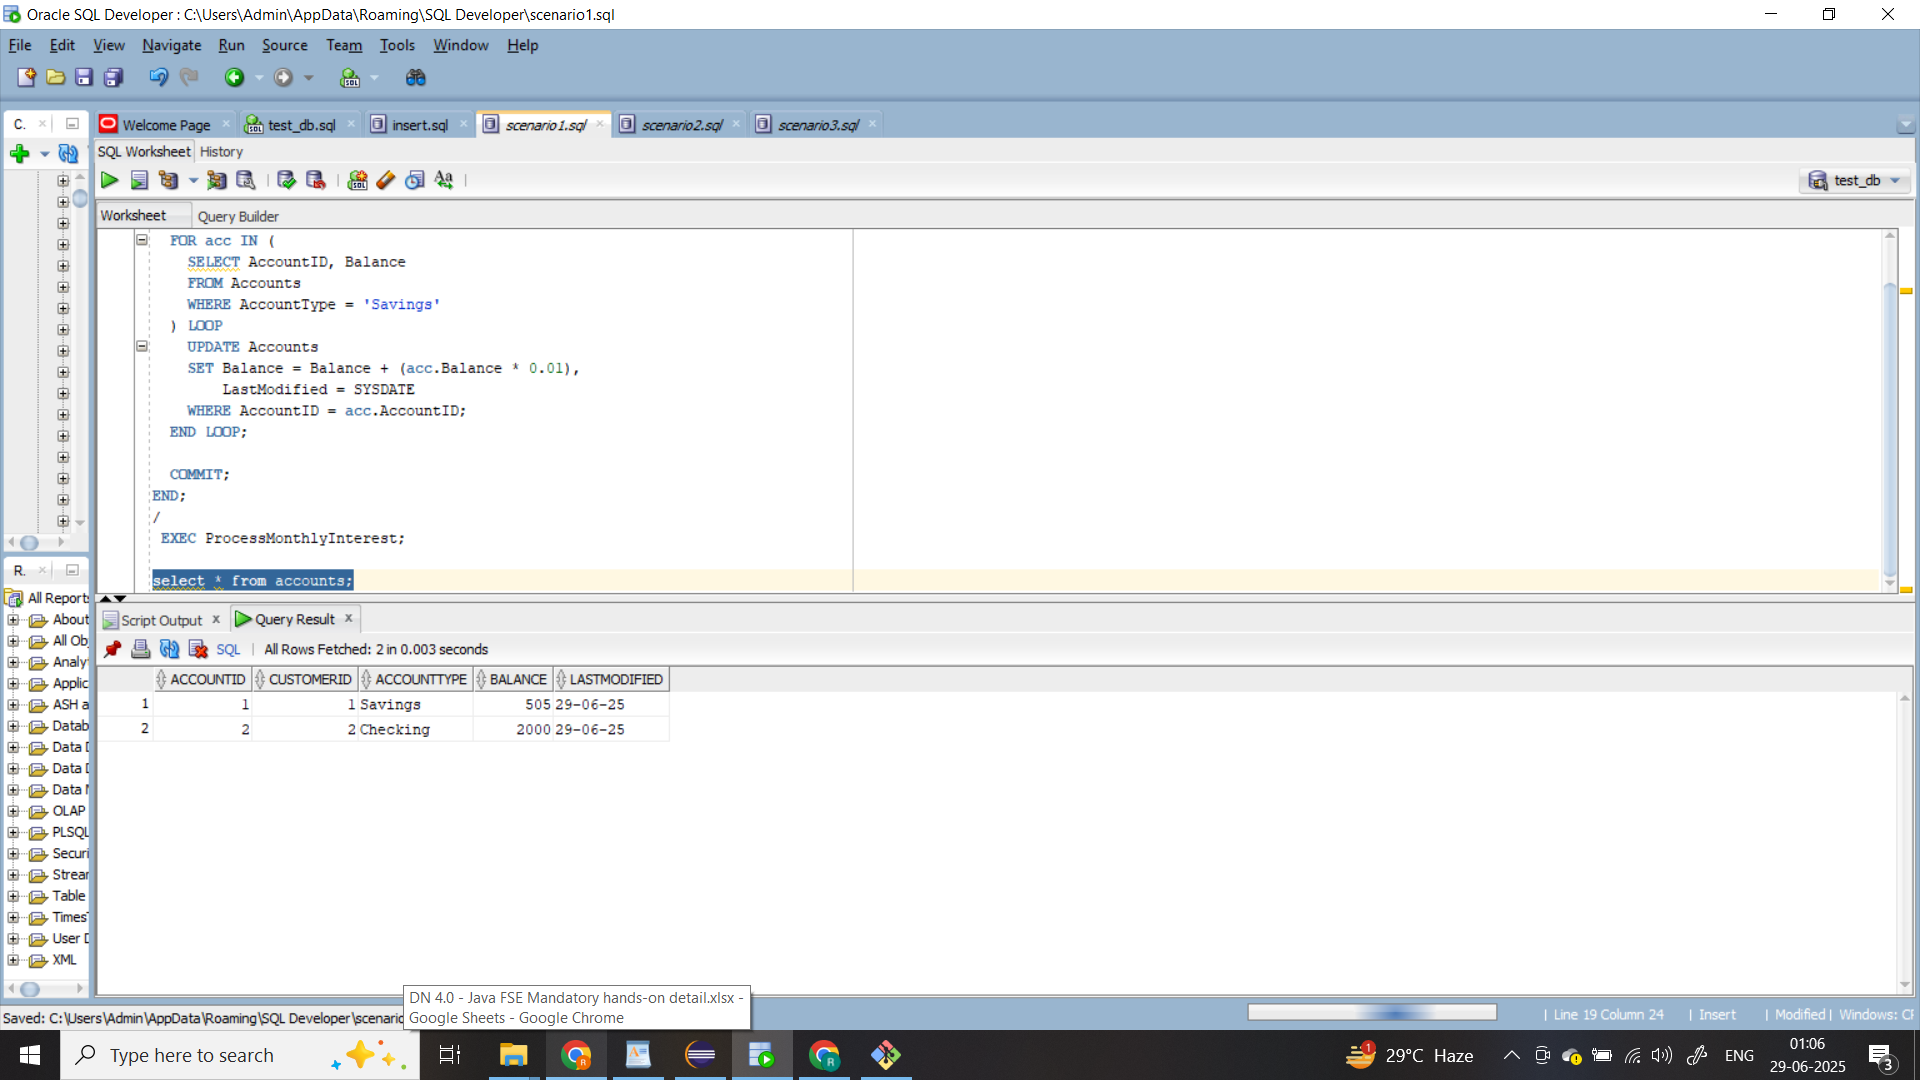 Oracle SQL Developer : C:\Users\Admin\AppData\Roaming\SQL Developer\scenario1.sql
File Edit View Navigate Run Source Team Tools Window Help
C.
Welcome Page
test_db.sql
insert.sql
scenario1.sql
scenario2.sql
scenario3.sql
SQL Worksheet History
test_db
Worksheet Query Builder
FOR acc IN (
SELECT AccountID, Balance
FROM Accounts
WHERE AccountType = 'Savings'
) LOOP
UPDATE Accounts
SET Balance = Balance + (acc.Balance * 0.01),
LastModified = SYSDATE
WHERE AccountID = acc.AccountID;
END LOOP;
COMMIT;
END;
/
EXEC ProcessMonthlyInterest;
select * from accounts;
R.
All Reports
About
All Ob
Analy
Applic
ASH a
Datab
Data D
Data D
Data M
OLAP
PLSQL
Securi
Strear
Table
Times
User D
XML
Script Output
Query Result
SQL | All Rows Fetched: 2 in 0.003 seconds
ACCOUNTID CUSTOMERID ACCOUNTTYPE BALANCE LASTMODIFIED
1 1 1 Savings 505 29-06-25
2 2 2 Checking 2000 29-06-25
DN 4.0 - Java FSE Mandatory hands-on detail.xlsx -
Google Sheets - Google Chrome
Saved: C:\Users\Admin\AppData\Roaming\SQL Developer\scenario
| Line 19 Column 24 | Insert | Modified | Windows: CF
Type here to search
1
29°C Haze
ENG
01:06
29-06-2025
3